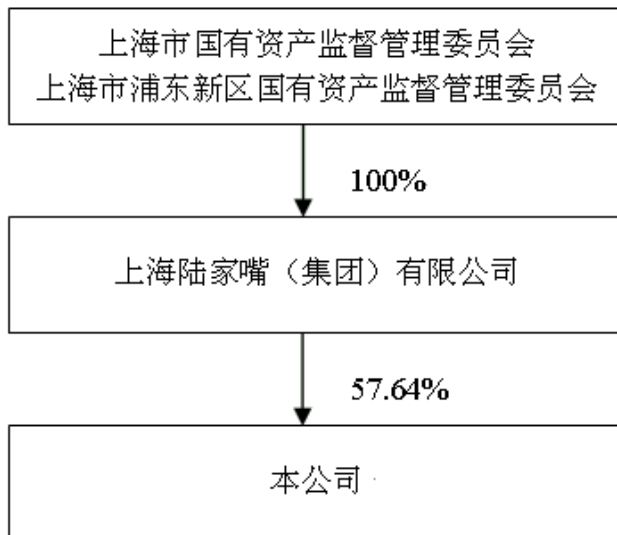 上海市国有资产监督管理委员会
上海市浦东新区国有资产监督管理委员会
100%
上海陆家嘴（集团）有限公司
57.64%
本公司